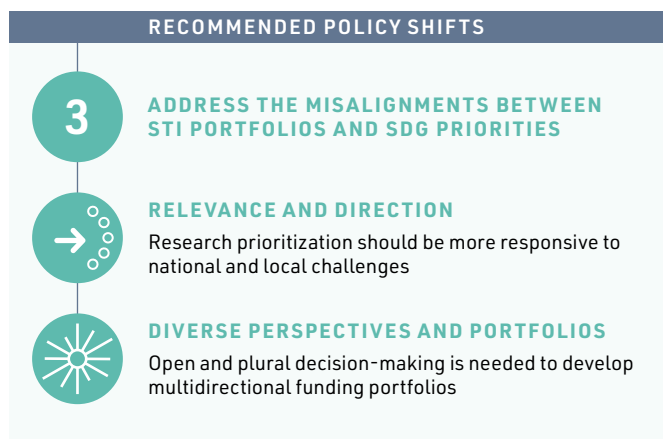 RECOMMENDED POLICY SHIFTS
3
ADDRESS THE MISALIGNMENTS BETWEEN
STI PORTFOLIOS AND SDG PRIORITIES
RELEVANCE AND DIRECTION
Research prioritization should be more responsive to
national and local challenges
DIVERSE PERSPECTIVES AND PORTFOLIOS
Open and plural decision-making is needed to develop
multidirectional funding portfolios